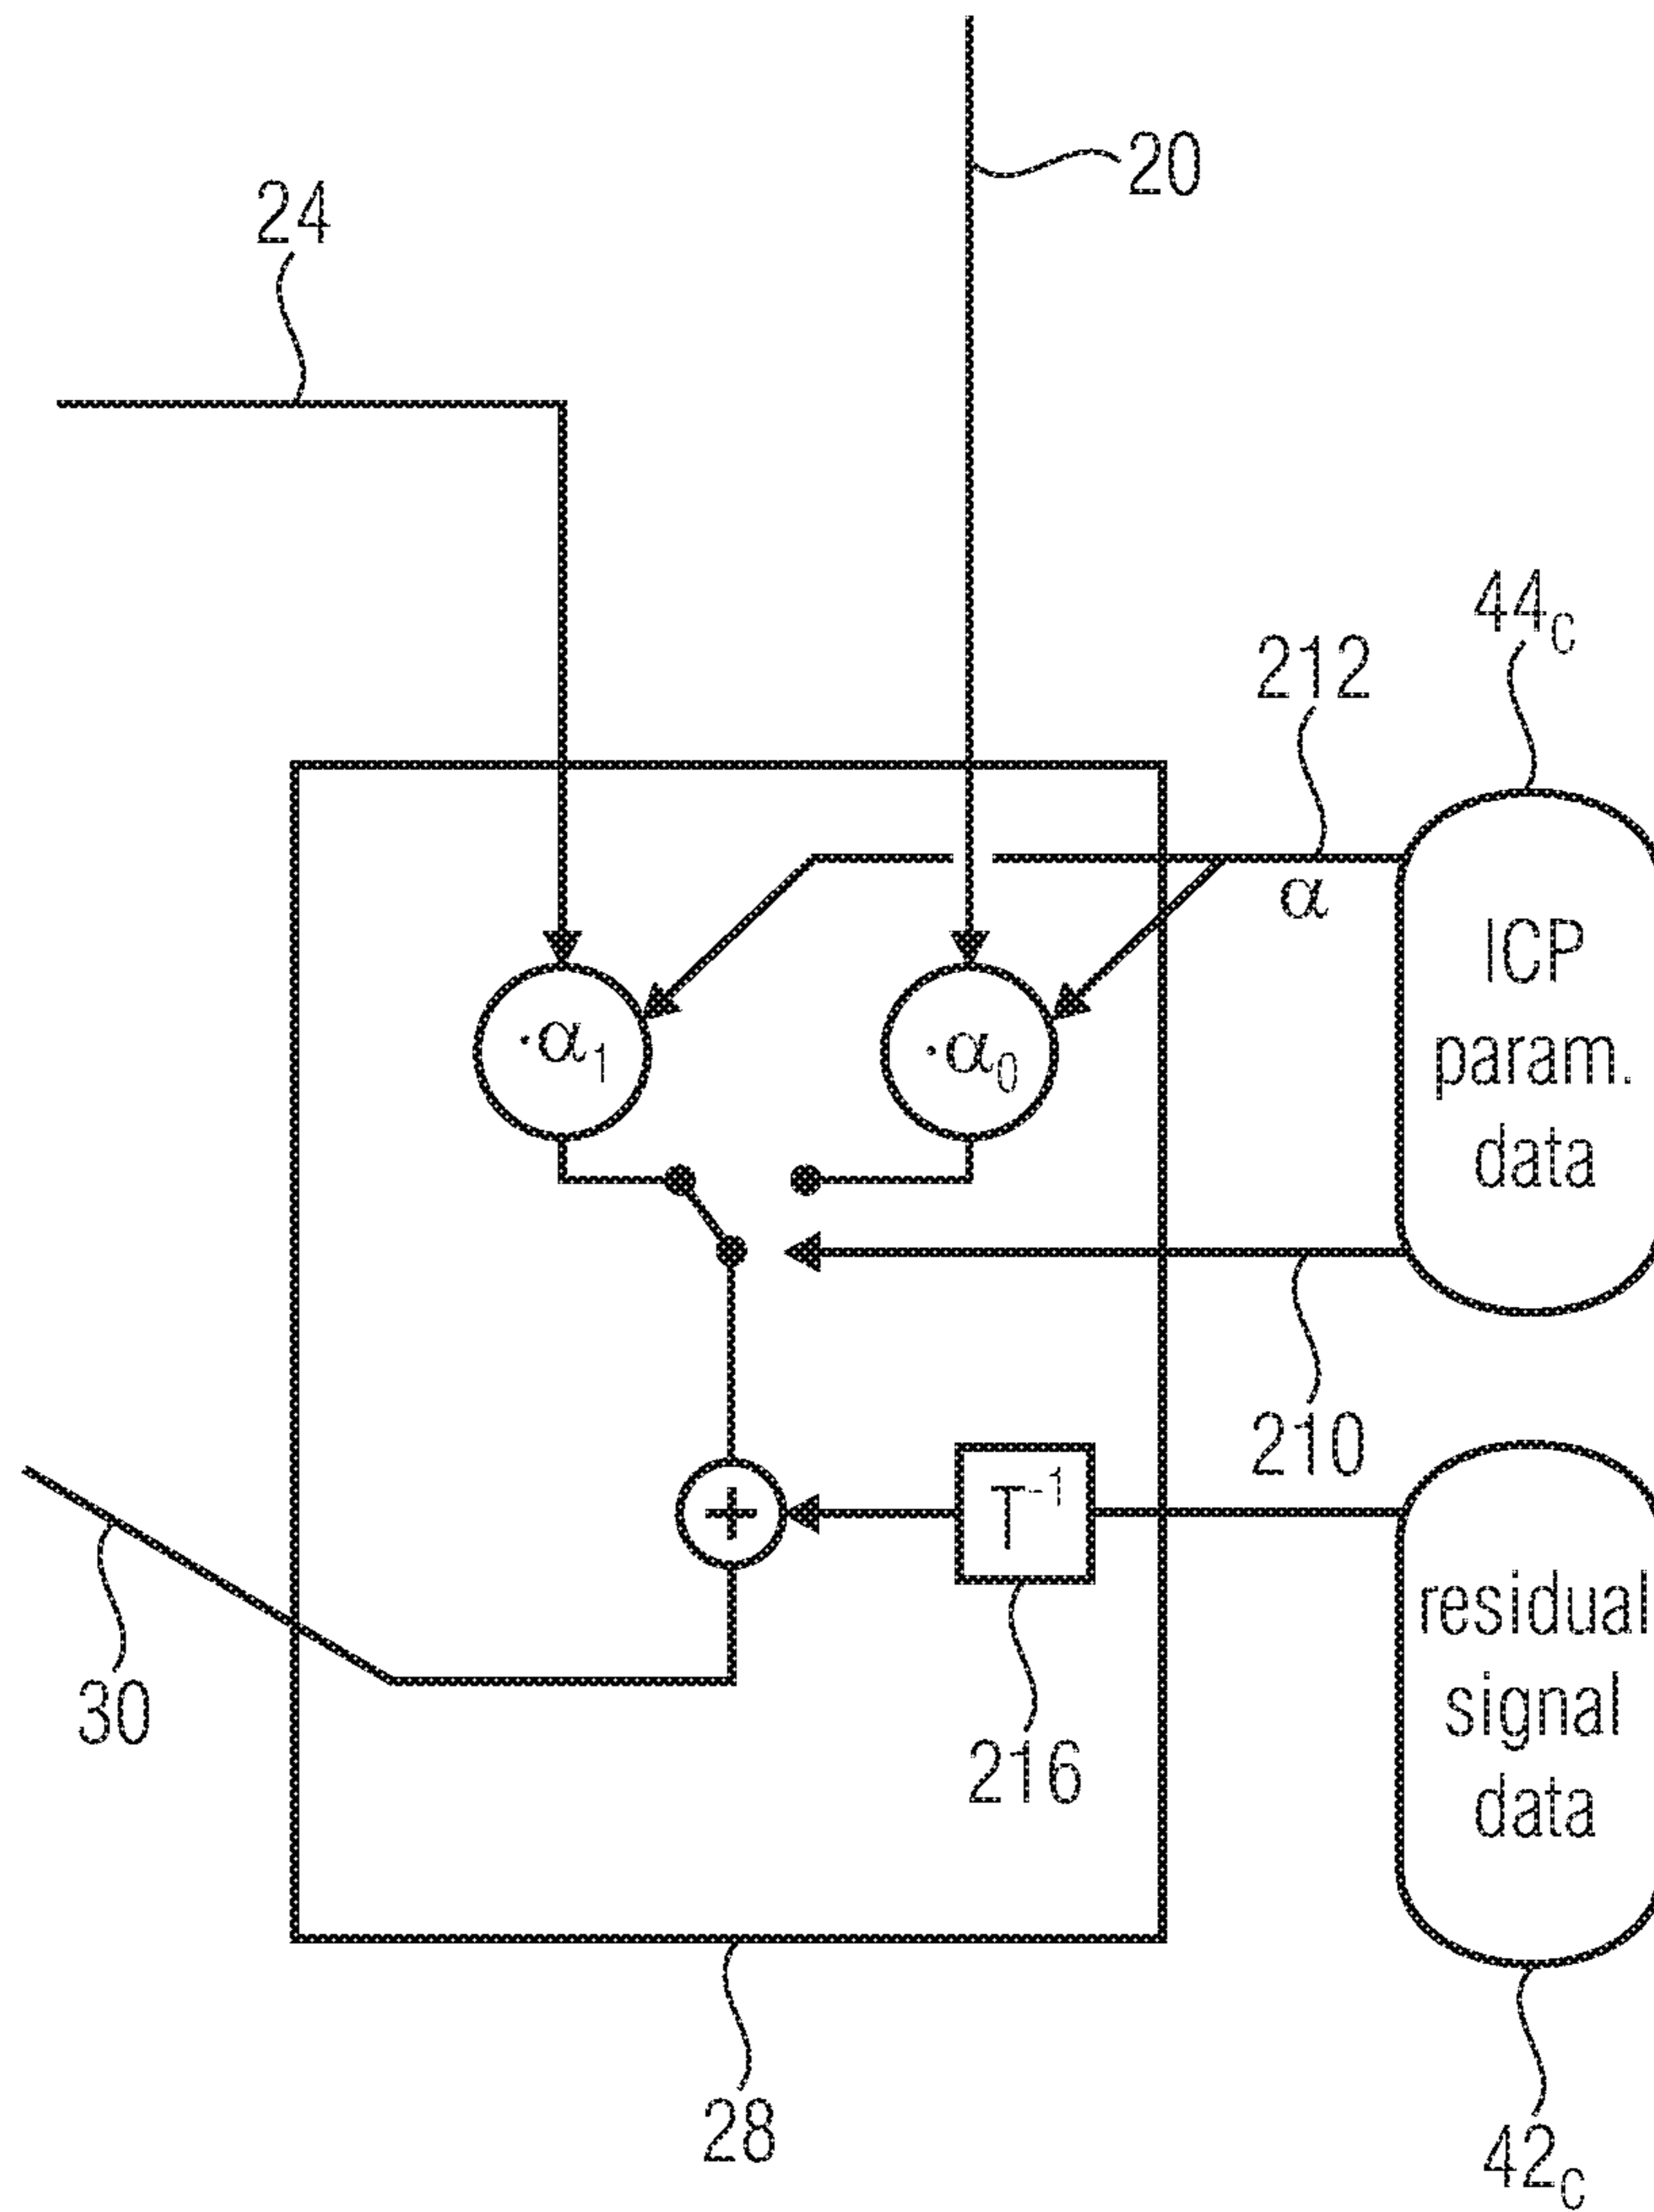 20
24
44C
212
α
ICP
param.
data
·α1
·α0
210
+
T-1
residual
signal
data
30
216
28
42C